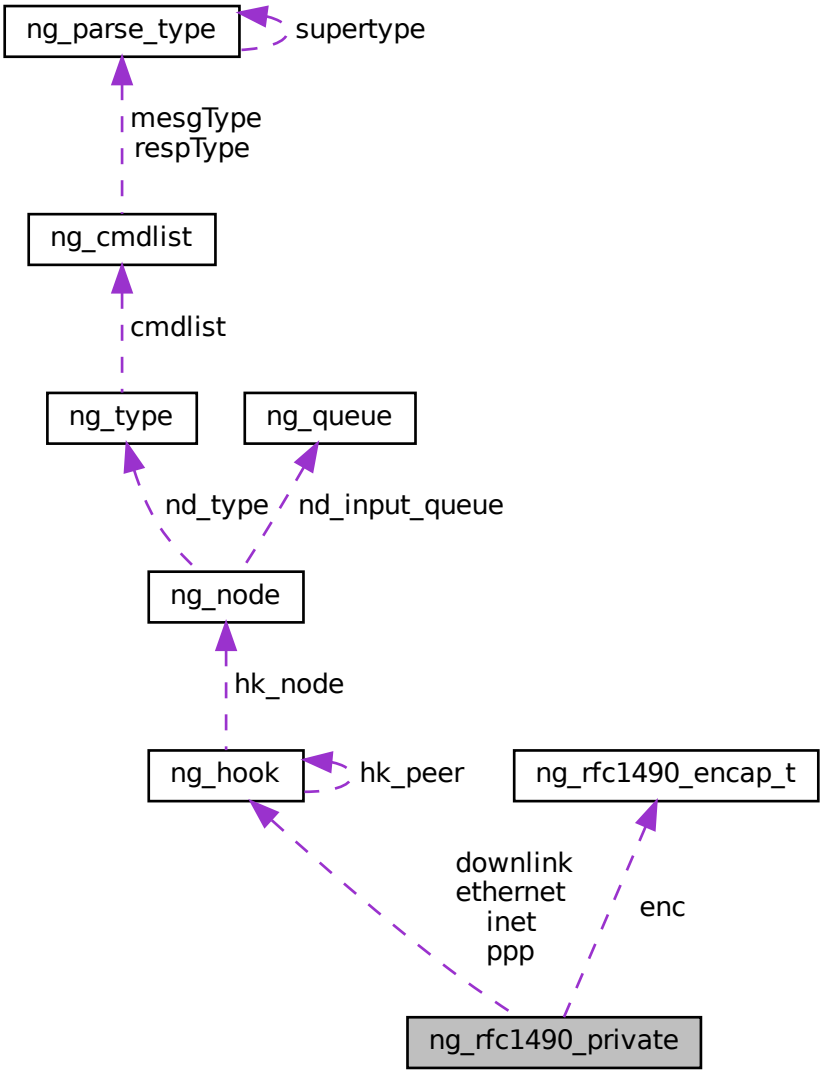 ng_parse_type
supertype
mesgType
respType
ng_cmdlist
cmdlist
ng_type
ng_queue
nd_type
nd_input_queue
ng_node
hk_node
ng_hook
hk_peer
ng_rfc1490_encap_t
downlink
ethernet
inet
ppp
enc
ng_rfc1490_private